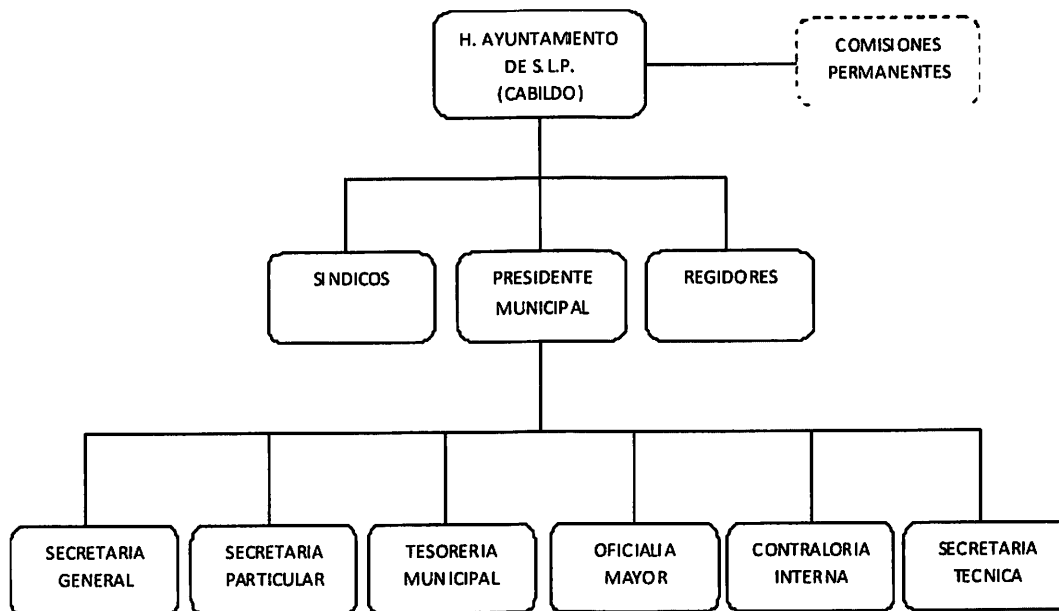 H. AYUNTAMIENTO
DE S. L.P.
(CABILDO)
COMISIONES
PERMANENTES
SINDICOS
PRESIDENTE
MUNICIPAL
REGIDORES
SECRETARIA
GENERAL
SECRETARIA
PARTICULAR
TESORERIA
MUNICIPAL
OFICIALIA
MAYOR
CONTRALORIA
INTERNA
SECRETARIA
TECNICA